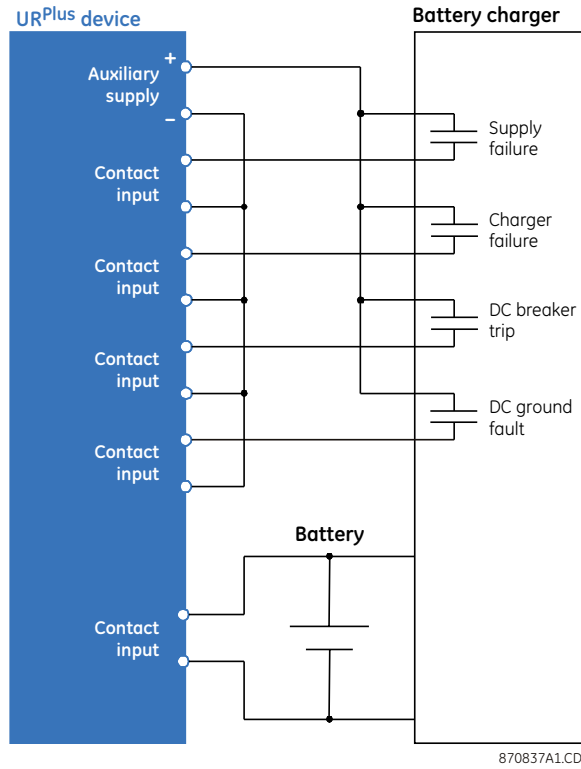 URPlus device
Battery charger
+
Auxiliary
supply
–
Supply
failure
Contact
input
Charger
failure
Contact
input
DC breaker
trip
Contact
input
DC ground
fault
Contact
input
Battery
Contact
input
870837A1.CD